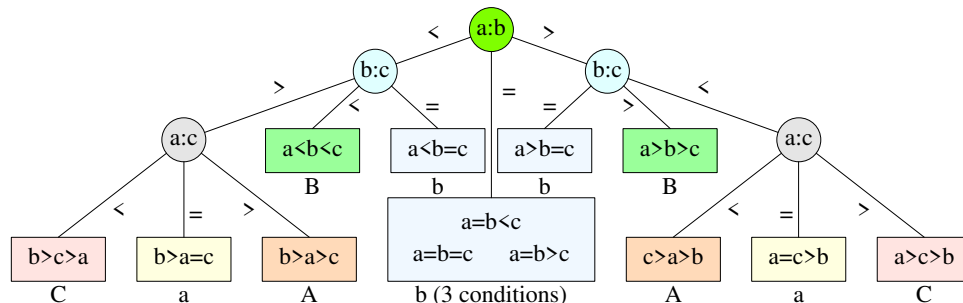 a:b
< >
b:c b:c
> < = = = > <
a:c a<b<c a<b=c a>b=c a>b>c a:c
B b b B
a=b<c
< = > < = >
a=b=c a=b>c
b>c>a b>a=c b>a>c c>a>b a=c>b a>c>b
C a A b (3 conditions) A a C